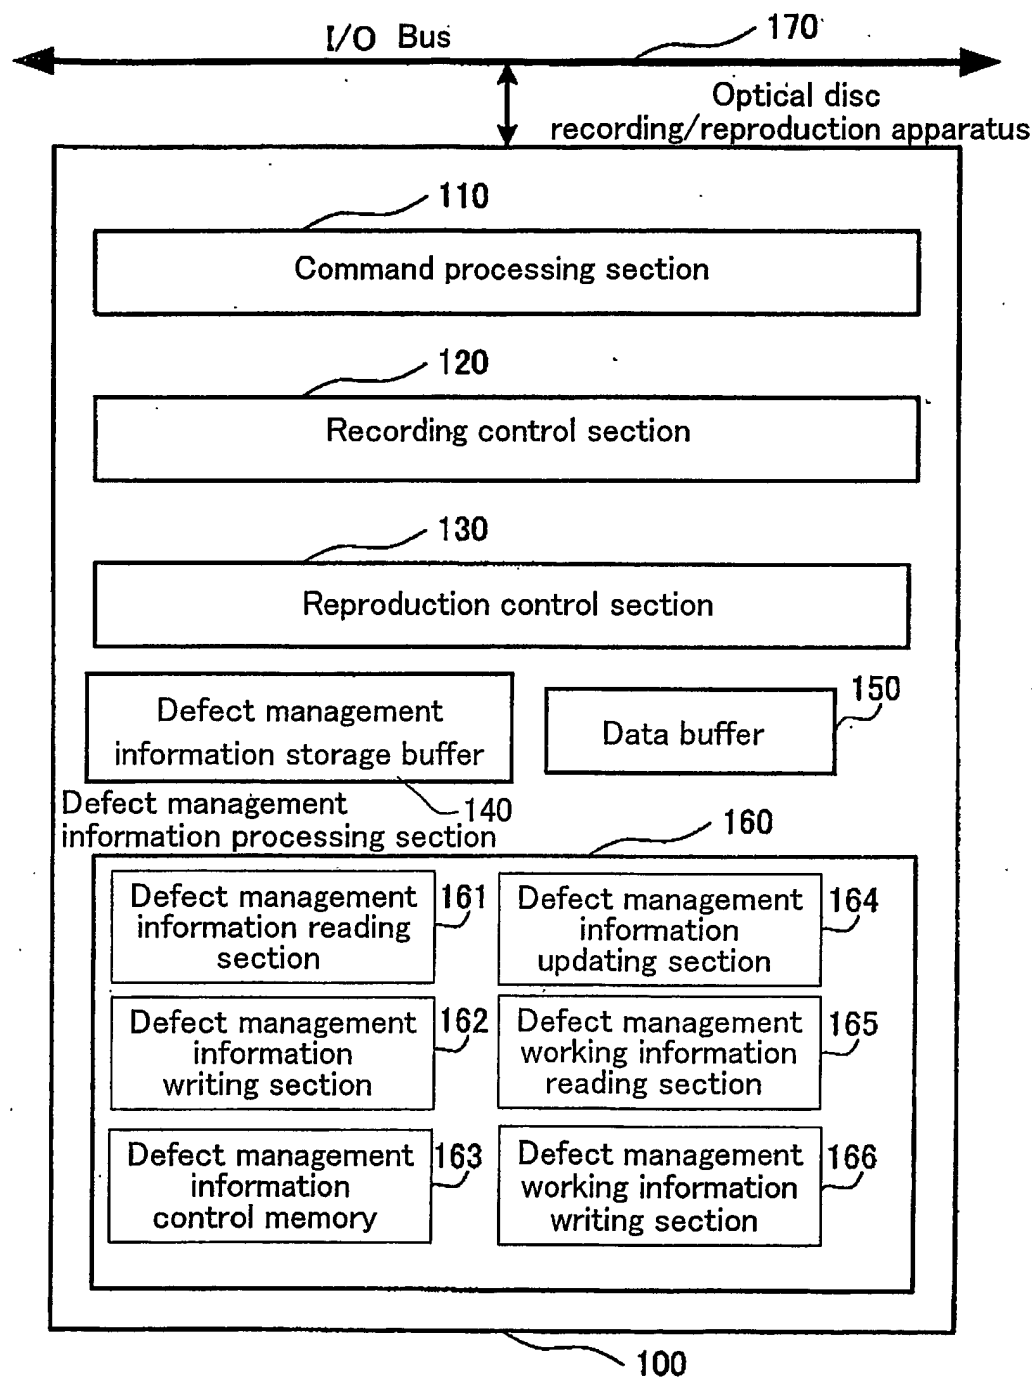 I/O Bus
170
Optical disc
recording/reproduction apparatus
110
Command processing section
120
Recording control section
130
Reproduction control section
Defect management
information storage buffer
140
150
Data buffer
Defect management
information processing section
160
Defect management
information reading
section
161
Defect management
information
updating section
164
Defect management
information
writing section
162
Defect management
working information
reading section
165
Defect management
information
control memory
163
Defect management
working information
writing section
166
100